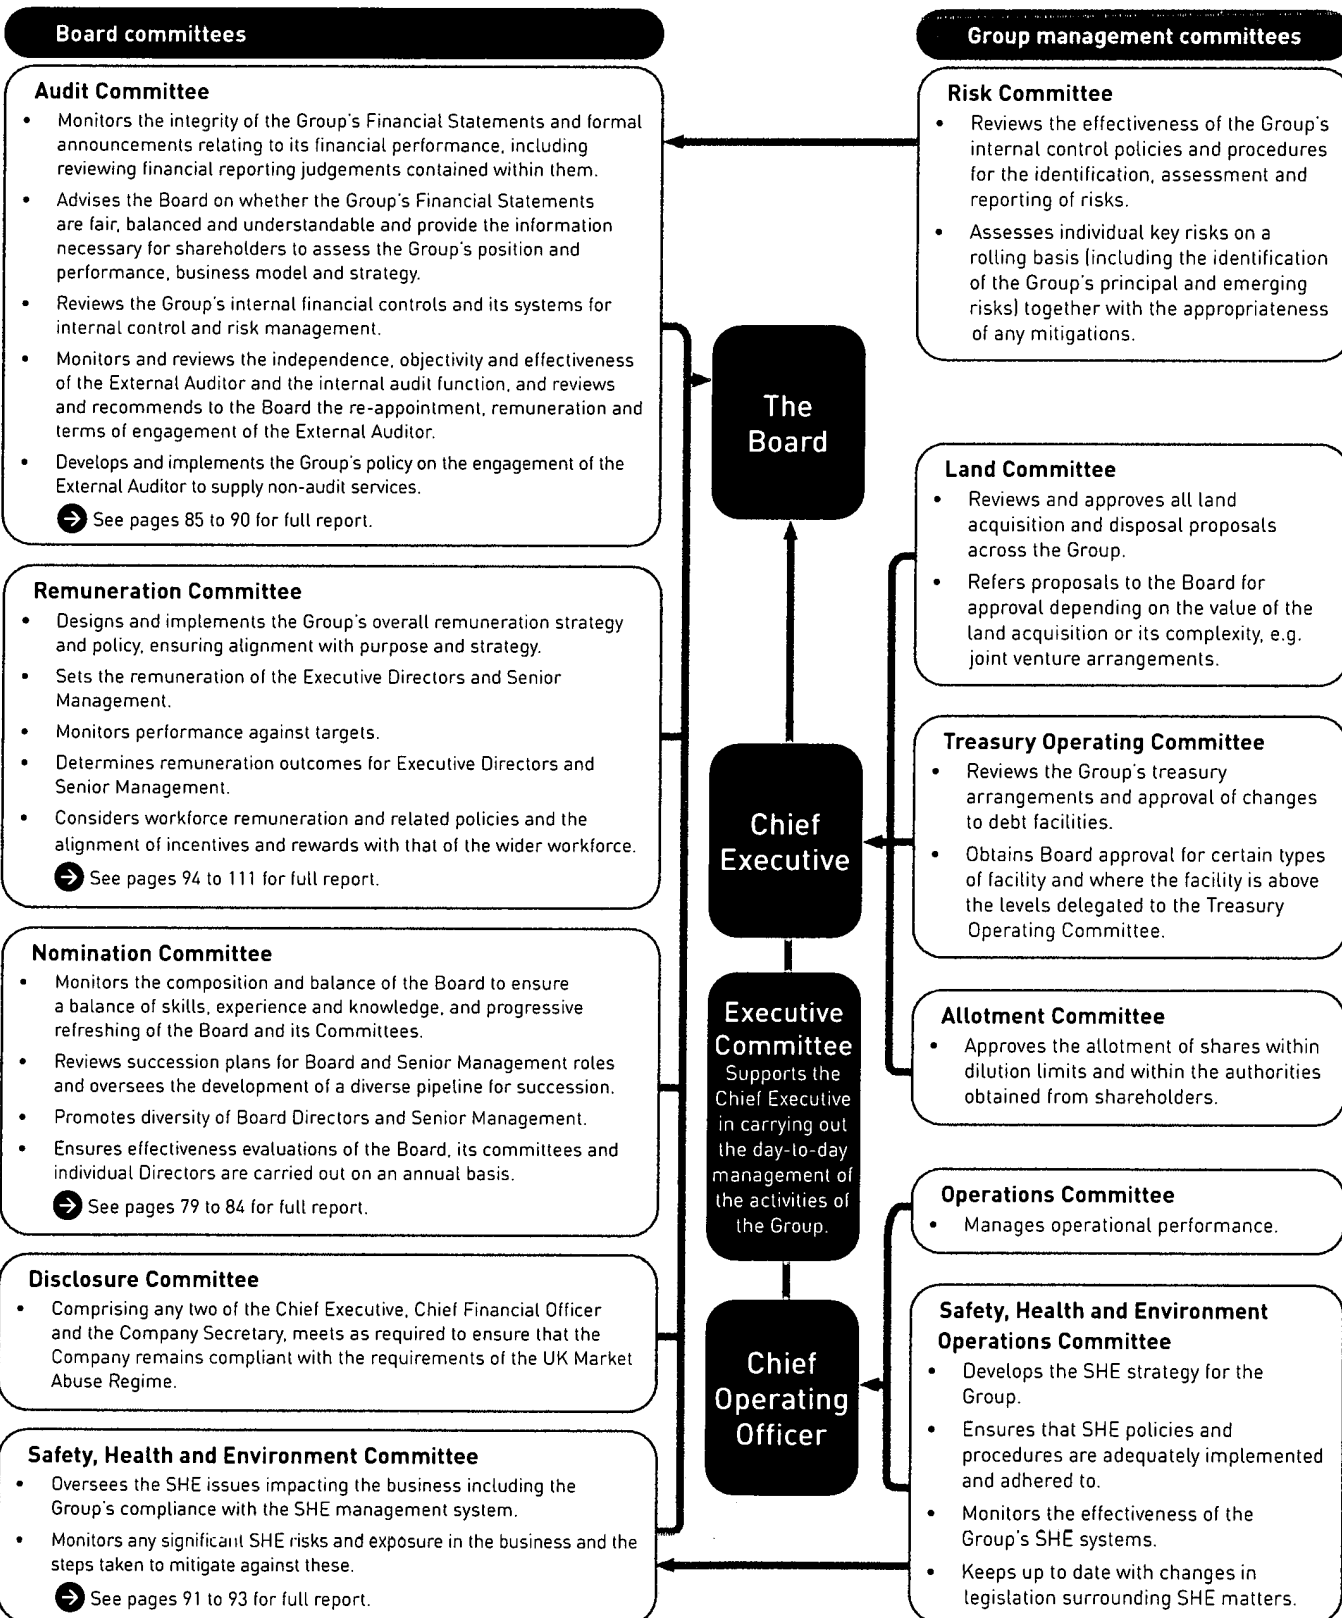 Board committees
Audit Committee
• Monitors the integrity of the Group's Financial Statements and formal
announcements relating to its financial performance, including
reviewing financial reporting judgements contained within them.
• Advises the Board on whether the Group's Financial Statements
are fair, balanced and understandable and provide the information
necessary for shareholders to assess the Group's position and
performance, business model and strategy.
• Reviews the Group's internal financial controls and its systems for
internal control and risk management.
• Monitors and reviews the independence, objectivity and effectiveness
of the External Auditor and the internal audit function, and reviews
and recommends to the Board the re-appointment, remuneration and
terms of engagement of the External Auditor.
• Develops and implements the Group's policy on the engagement of the
External Auditor to supply non-audit services.
See pages 85 to 90 for full report.
Remuneration Committee
• Designs and implements the Group's overall remuneration strategy
and policy, ensuring alignment with purpose and strategy.
• Sets the remuneration of the Executive Directors and Senior
Management.
• Monitors performance against targets.
• Determines remuneration outcomes for Executive Directors and
Senior Management.
• Considers workforce remuneration and related policies and the
alignment of incentives and rewards with that of the wider workforce.
See pages 94 to 111 for full report.
Nomination Committee
• Monitors the composition and balance of the Board to ensure
a balance of skills, experience and knowledge, and progressive
refreshing of the Board and its Committees.
• Reviews succession plans for Board and Senior Management roles
and oversees the development of a diverse pipeline for succession.
• Promotes diversity of Board Directors and Senior Management.
• Ensures effectiveness evaluations of the Board, its committees and
individual Directors are carried out on an annual basis.
See pages 79 to 84 for full report.
Disclosure Committee
• Comprising any two of the Chief Executive, Chief Financial Officer
and the Company Secretary, meets as required to ensure that the
Company remains compliant with the requirements of the UK Market
Abuse Regime.
Safety, Health and Environment Committee
• Oversees the SHE issues impacting the business including the
Group's compliance with the SHE management system.
• Monitors any significant SHE risks and exposure in the business and the
steps taken to mitigate against these.
See pages 91 to 93 for full report.
The
Board
Chief
Executive
Executive
Committee
Supports the
Chief Executive
in carrying out
the day-to-day
management of
the activities of
the Group.
Chief
Operating
Officer
Group management committees
Risk Committee
• Reviews the effectiveness of the Group's
internal control policies and procedures
for the identification, assessment and
reporting of risks.
• Assesses individual key risks on a
rolling basis (including the identification
of the Group's principal and emerging
risks) together with the appropriateness
of any mitigations.
Land Committee
• Reviews and approves all land
acquisition and disposal proposals
across the Group.
• Refers proposals to the Board for
approval depending on the value of the
land acquisition or its complexity, e.g.
joint venture arrangements.
Treasury Operating Committee
• Reviews the Group's treasury
arrangements and approval of changes
to debt facilities.
• Obtains Board approval for certain types
of facility and where the facility is above
the levels delegated to the Treasury
Operating Committee.
Allotment Committee
• Approves the allotment of shares within
dilution limits and within the authorities
obtained from shareholders.
Operations Committee
• Manages operational performance.
Safety, Health and Environment
Operations Committee
• Develops the SHE strategy for the
Group.
• Ensures that SHE policies and
procedures are adequately implemented
and adhered to.
• Monitors the effectiveness of the
Group's SHE systems.
• Keeps up to date with changes in
legislation surrounding SHE matters.